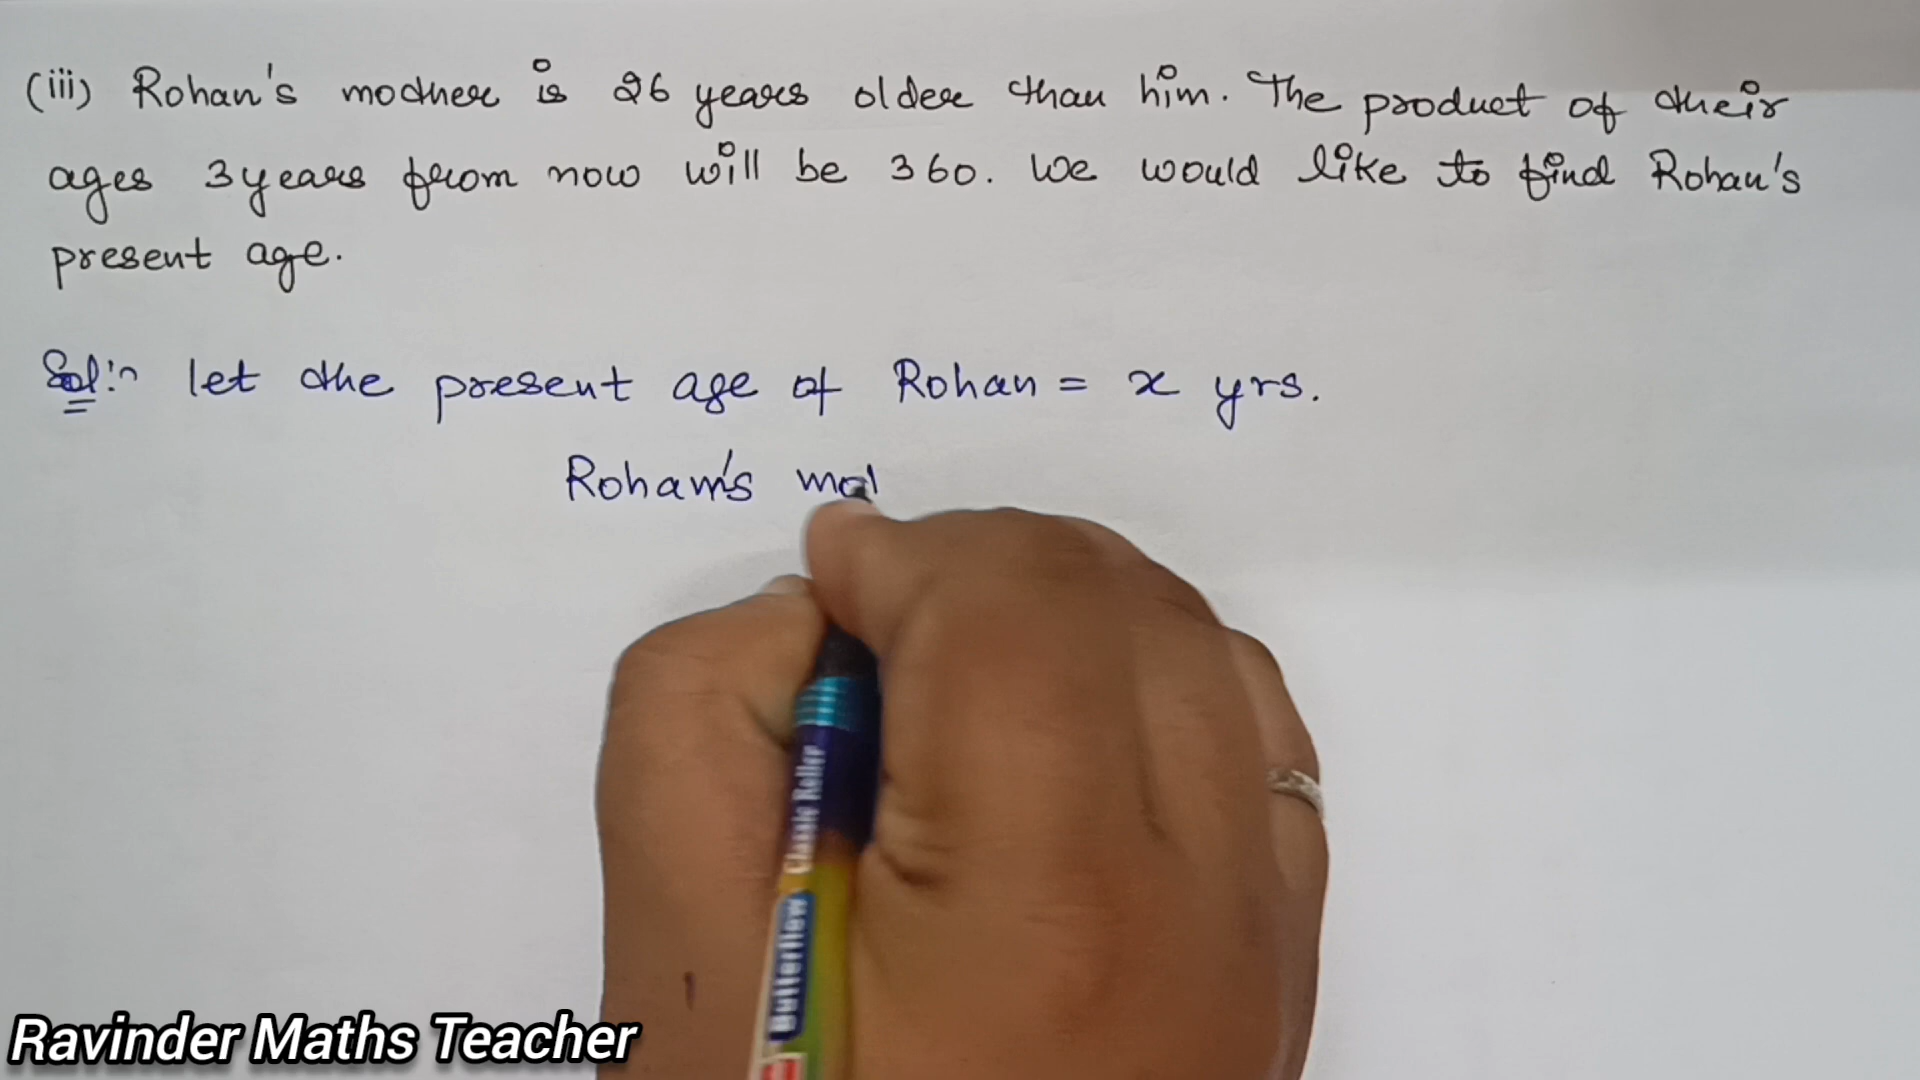 (iii) Rohan's mother is 26 years older than him. The product of their
ages 3 years from now will be 360. We would like to find Rohan's
present age.
Sol:n let the present age of Rohan = x yrs.
Roham's mot
Butterflow Classic Roller
Ravinder Maths Teacher